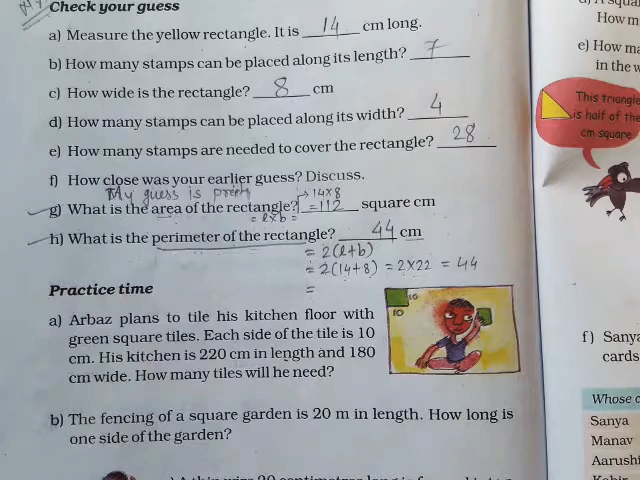 Check your guess
a) Measure the yellow rectangle. It is 14 cm long.
b) How many stamps can be placed along its length? 7
c) How wide is the rectangle? 8 cm
d) How many stamps can be placed along its width? 4
e) How many stamps are needed to cover the rectangle? 28
f) How close was your earlier guess? Discuss.
My guess is
→ 14×8
g) What is the area of the rectangle? = 112 square cm
= l×b =
h) What is the perimeter of the rectangle? 44 cm
= 2(l+b)
= 2(14+8) = 2×22 = 44
=
Practice time
a) Arbaz plans to tile his kitchen floor with
green square tiles. Each side of the tile is 10
cm. His kitchen is 220 cm in length and 180
cm wide. How many tiles will he need?
10
10
b) The fencing of a square garden is 20 m in length. How long is
one side of the garden?
How m
e) How ma
in the w
This triangle
is half of the
cm square
f) Sanya
cards
Whose c
Sanya
Manav
Aarushi
Kabir